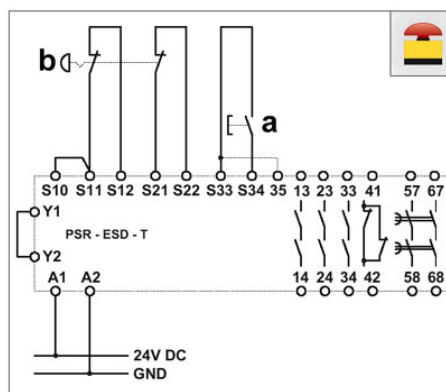 b
a
S10 S11 S12 S21 S22 S33 S34 35 13 23 33 41 57 67
Y1
PSR - ESD - T
Y2
A1 A2 14 24 34 42 58 68
24V DC
GND